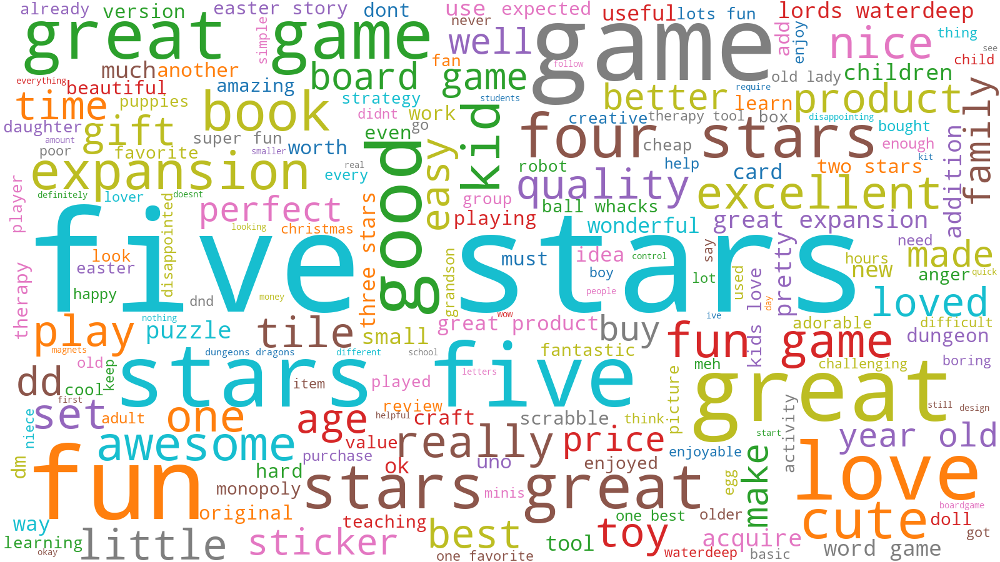 already
version
easter story
dont
use
expected
useful
lots fun
lords waterdeep
great game
simple
never
well
game
add
enjoy
nice
thing
see
much
another
fan
follow
child
everything
beautiful
amazing
board game
old lady
children
require
time
puppies
book
strategy
students
better
learn
product
family
daughter
gift
didnt
work
kid
creative
therapy tool
box
disappointing
amount
super fun
even
go
four stars
bought
poor
favorite
smaller
worth
good
easy
cheap
enough
addition
expansion
real
every
robot
help
card
two stars
kit
player
definitely
lover
doesnt
disappointed
quality
excellent
perfect
group
ball whacks
looking
christmas
three stars
playing
wonderful
great expansion
five stars
look
easter
must
idea
control
say
pretty
need
hours
made
new
quick
grandson
boy
lot
used
kids love
anger
therapy
happy
dnd
money
people
day
loved
nothing
wow
ive
play
puzzle
tile
small
great product
buy
fun game
adorable
difficult
dungeon
magnets
dungeons dragons
different
school
fantastic
old
keep
stars five
meh
challenging
boring
dd
cool
item
played
letters
picture
great
first
set
adult
one
age
review
helpful
craft
scrabble
think
activity
still
design
niece
awesome
value
really
price
start
year old
dm
fun
purchase
ok
uno
enjoyed
enjoyable
hard
monopoly
stars great
minis
egg
make
love
original
boardgame
way
teaching
one best
older
cute
doll
learning
little
sticker
best
tool
toy
acquire
got
okay
one favorite
waterdeep
basic
word game